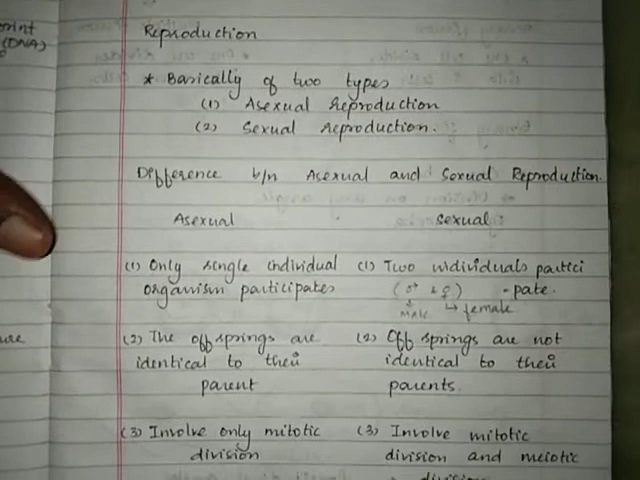 print
(DNA)
Reproduction
* Basically of two types
(1) Asexual Reproduction
(2) Sexual reproduction.
Difference b/n Asexual and Sexual Reproduction.
Asexual
sexual:
(1) Only single individual
organism participates
(1) Two individuals partici
(♂ & ♀) -pate.
male female
(2) The offsprings are
identical to their
parent
(2) Off springs are not
identical to their
parents.
(3) Involve only mitotic
division
(3) Involve mitotic
division and meiotic
division